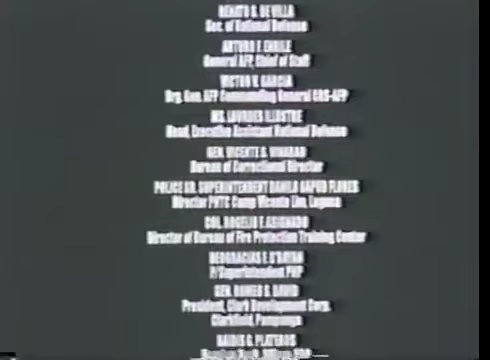 RENATO S. DE VILLA
Sec. of National Defense
ARTURO T. ENRILE
General AFP, Chief of Staff
VICTOR V. GARCIA
Brg. Gen. AFP Commanding General CRS-AFP
MS. LOURDES ILUSTRE
Head, Executive Assistant National Defense
GEN. VICENTE S. VINARAO
Bureau of Correctional Director
POLICE SR. SUPERINTENDENT DANILO FLORES
Director PNTC Camp Vicente Lim, Laguna
COL. ROGELIO F. ASIGNADO
Director of Bureau of Fire Protection Training Center
DEOGRACIAS
P/Superintendent PNP
GEN. ROMEO S. DAVID
President, Clark Development Corp.
Clarkfield, Pampanga